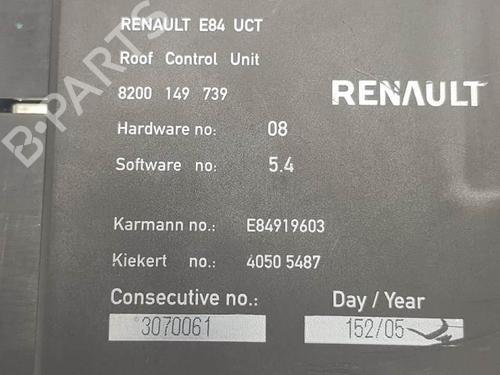 RENAULT E84 UCT
Roof Control Unit
8200 149 739
RENAULT
Hardware no: 08
Software no: 5.4
Karmann no.: E84919603
Kiekert no.: 4050 5487
Consecutive no.: Day / Year
3070061 152/05
B-PARTS